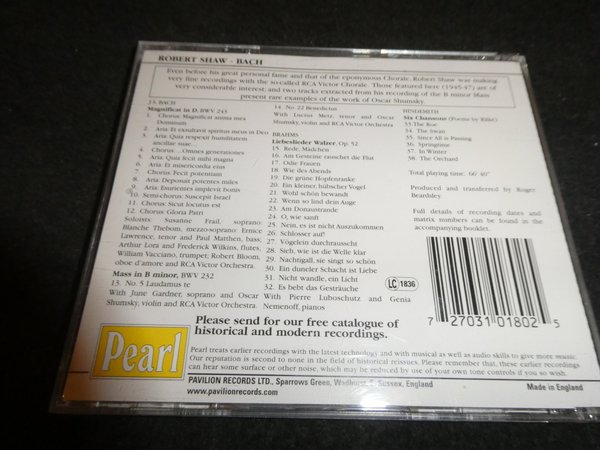 ROBERT SHAW - BACH
Even before his great personal fame and that of the eponymous Chorale, Robert Shaw was making
very fine recordings with the so-called RCA Victor Chorale. Those featured here (1945-47) are of
very considerable interest; and two tracks extracted from his recording of the B minor Mass
present rare examples of the work of Oscar Shumsky.
J.S. BACH
Magnificat in D, BWV 243
1. Chorus: Magnificat anima mea
Dominum
2. Aria: Et exsultavit spiritus meus in Deo
3. Aria: Quia respexit humilitatem
ancillae suae
4. Chorus: Omnes generationes
5. Aria: Quia fecit mihi magna
6. Aria: Et misericordia eius
7. Chorus: Fecit potentiam
8. Aria: Deposuit potentes miles
9. Aria: Esurientes implevit bonis
10. Semi-chorus: Suscepit Israel
11. Chorus: Sicut locutus est
12. Chorus: Gloria Patri
Soloists: Susanne Frail, soprano;
Blanche Thebom, mezzo-soprano; Ernice
Lawrence, tenor and Paul Matthen, bass;
Arthur Lora and Frederick Wilkins, flutes,
William Vacciano, trumpet; Robert Bloom,
oboe d'amore and RCA Victor Orchestra.
Mass in B minor, BWV 232
13. No. 5 Laudamus te
With June Gardner, soprano and Oscar
Shumsky, violin and RCA Victor Orchestra
14. No. 22 Benedictus
With Lucius Metz, tenor and Oscar
Shumsky, violin and RCA Victor Orchestra
BRAHMS
Liebeslieder Walzer, Op. 52
15. Rede, Mädchen
16. Am Gesteine rauschet die Flut
17. Odie Frauen
18. Wie des Abends
19. Die grüne Hopfenranke
20. Ein kleiner, hübscher Vogel
21. Wohl schön bewandt
22. Wenn so lind dein Auge
23. Am Donaustrande
24. O, wie sanft
25. Nein, es ist nicht Auszukommen
26. Schlosser auf!
27. Vögelein durchrausscht
28. Sieh, wie ist die Welle klar
29. Nachtigall, sie singt so schön
30. Ein dunceler Schacht ist Liebe
31. Nicht wandle, ein Licht
32. Es bebt das Gesträuche
With Pierre Luboschutz and Genia
Nemenoff, pianos
HINDEMITH
Six Chansons (Poems by Rilke)
33. The Roe
34. The Swan
35. Since All is Passing
36. Springtime
37. In Winter
38. The Orchard
Total playing time: 66' 40"
Produced and transferred by Roger
Beardsley
Full details of recording dates and
matrix numbers can be found in the
accompanying booklet.
LC 1836
7 27031 01802 5
Please send for our free catalogue of
historical and modern recordings.
Pearl
Pearl treats earlier recordings with the latest technology and with musical as well as audio skills to give more music.
Our reputation is second to none in the field of historical reissues. Please remember, these earlier recordings
can hear some surface or other noise, which may be reduced by use of your own tone controls if you so wish.
PAVILION RECORDS LTD., Sparrows Green, Wadhurst, E. Sussex, England
www.pavilionrecords.com
Made in England